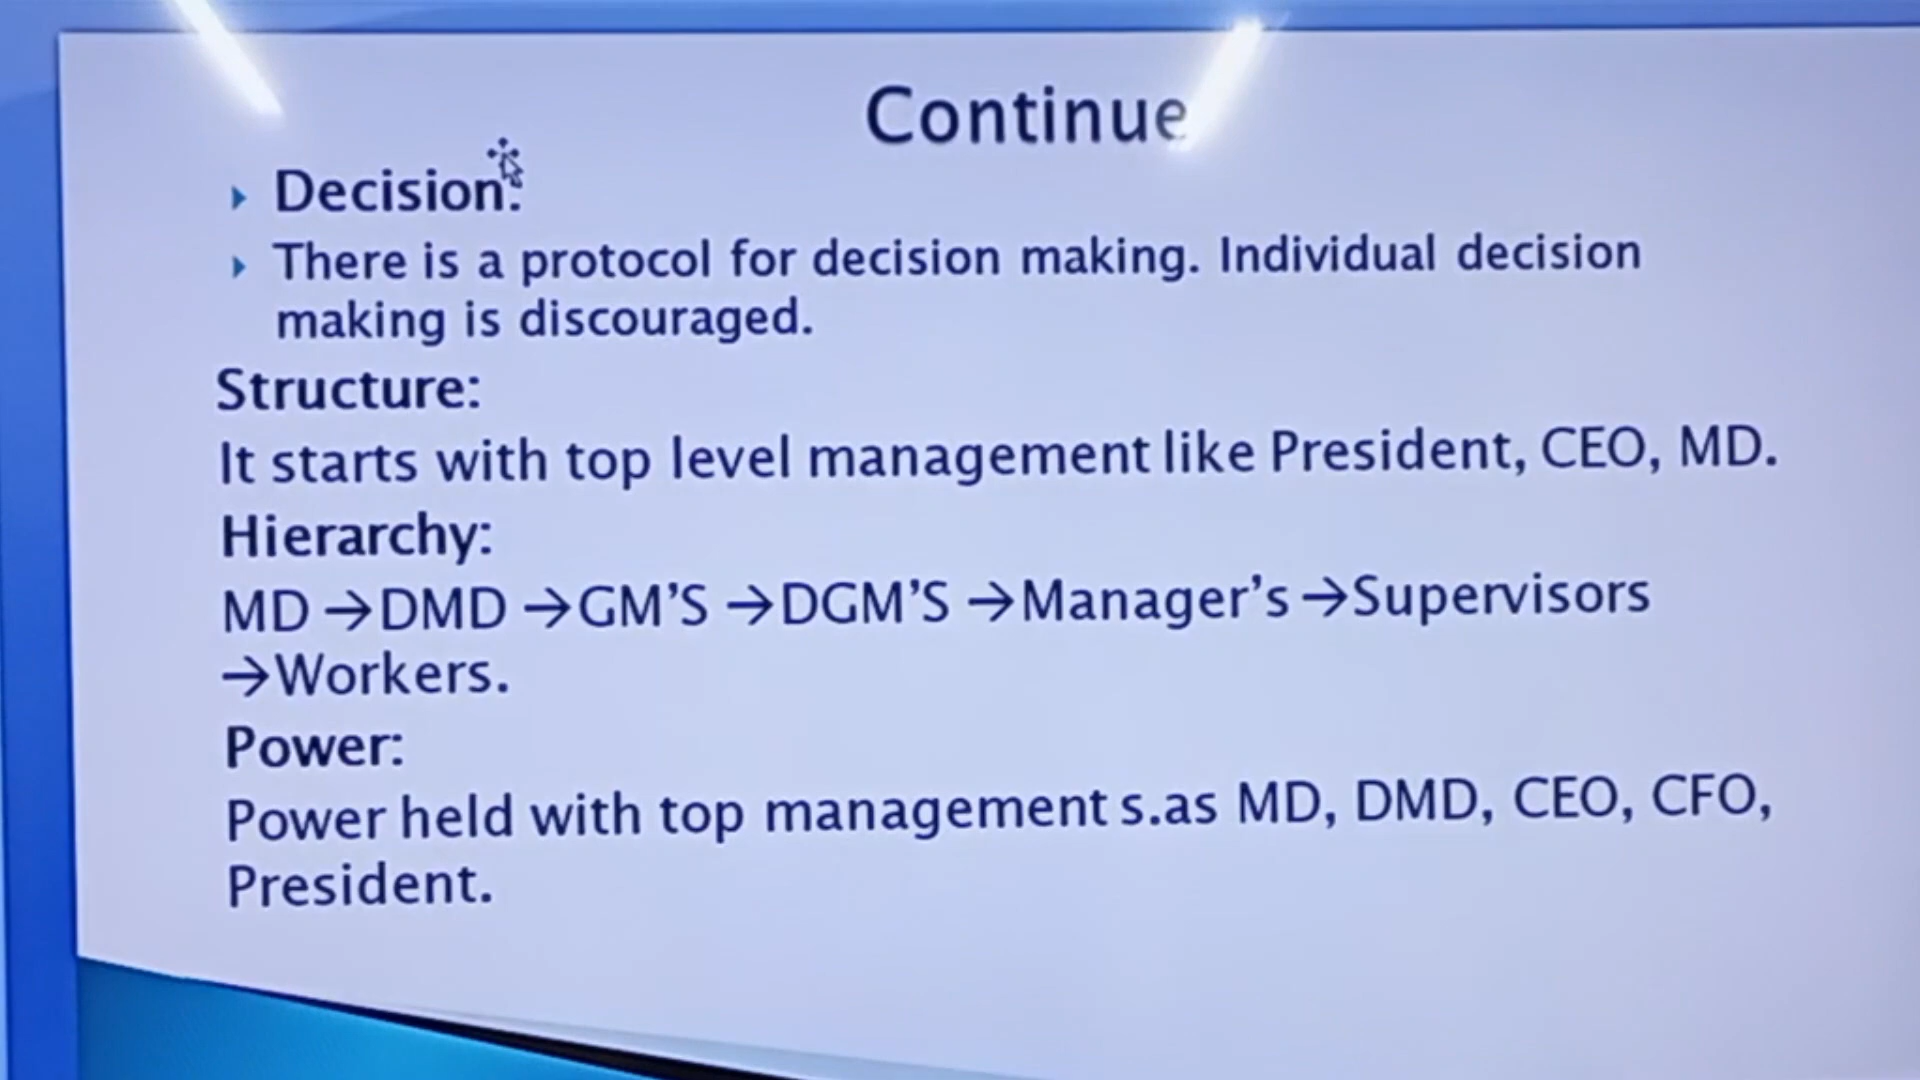 Continue
Decision:
There is a protocol for decision making. Individual decision
making is discouraged.
Structure:
It starts with top level management like President, CEO, MD.
Hierarchy:
MD →DMD →GM'S →DGM'S →Manager's →Supervisors
→Workers.
Power:
Power held with top management s.as MD, DMD, CEO, CFO,
President.